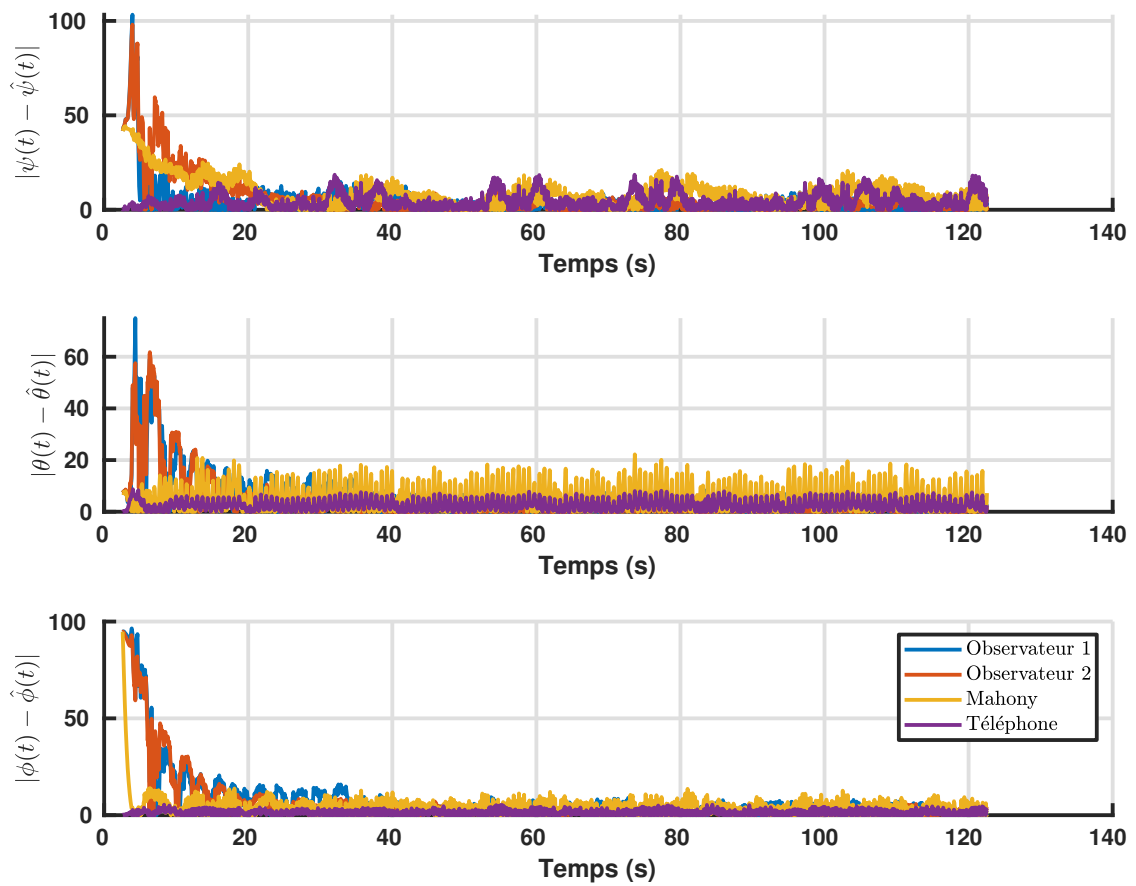 |ψ(t) − ψ̂(t)|
100
50
0
0 20 40 60 80 100 120 140
Temps (s)
|θ(t) − θ̂(t)|
60
40
20
0
0 20 40 60 80 100 120 140
Temps (s)
|ϕ(t) − ϕ̂(t)|
100
50
0
Observateur 1
Observateur 2
Mahony
Téléphone
0 20 40 60 80 100 120 140
Temps (s)